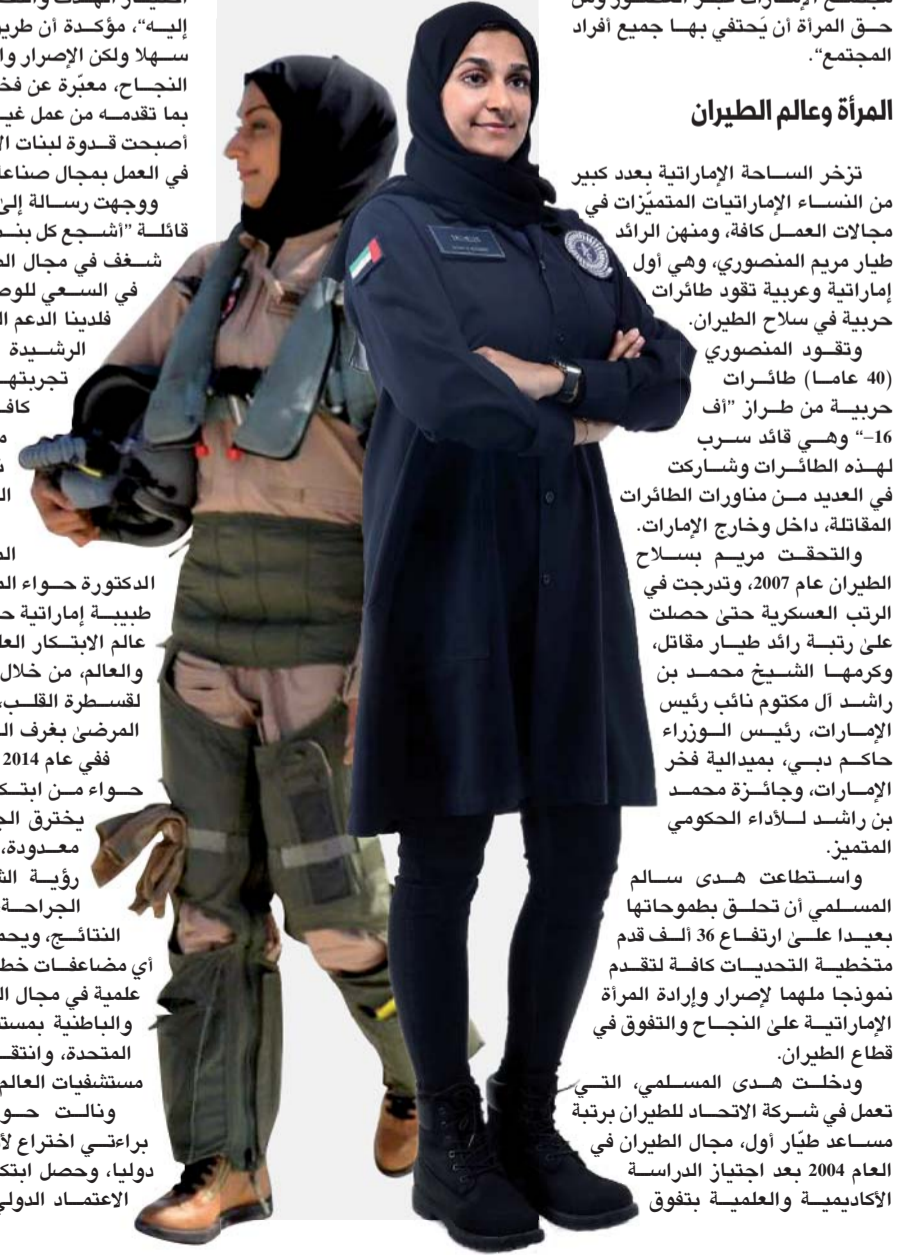 حق المرأة أن يَحتفي بها جميع أفراد
المجتمع“.
المرأة وعالم الطيران
تزخر الساحة الإماراتية بعدد كبير
من النساء الإماراتيات المتميّزات في
مجالات العمل كافة، ومنهن الرائد
طيار مريم المنصوري، وهي أول
إماراتية وعربية تقود طائرات
حربية في سلاح الطيران.
وتقود المنصوري
(40 عاما) طائرات
حربية من طراز ”أف
–16“ وهي قائد سرب
لهذه الطائرات وشاركت
في العديد من مناورات الطائرات
المقاتلة، داخل وخارج الإمارات.
والتحقت مريم بسلاح
الطيران عام 2007، وتدرجت في
الرتب العسكرية حتىٰ حصلت
علىٰ رتبة رائد طيار مقاتل،
وكرمها الشيخ محمد بن
راشد آل مكتوم نائب رئيس
الإمارات، رئيس الوزراء
حاكم دبي، بميدالية فخر
الإمارات، وجائزة محمد
بن راشد للأداء الحكومي
المتميز.
واستطاعت هدى سالم
المسلمي أن تحلق بطموحاتها
بعيدا علىٰ ارتفاع 36 ألف قدم
متخطية التحديات كافة لتقدم
نموذجا ملهما لإصرار وإرادة المرأة
الإماراتية علىٰ النجاح والتفوق في
قطاع الطيران.
ودخلت هدى المسلمي، التي
تعمل في شركة الاتحاد للطيران برتبة
مساعد طيّار أول، مجال الطيران في
العام 2004 بعد اجتياز الدراسة
الأكاديمية والعلمية بتفوق
إليه“، مؤكدة أن طري
سهلا ولكن الإصرار وا
النجاح، معبّرة عن فخ
بما تقدمه من عمل غي
أصبحت قدوة لبنات ا
في العمل بمجال صناعا
ووجهت رسالة إلى
قائلة ”أشجع كل بن
شغف في مجال ال
في السعي للوص
فلدينا الدعم ا
الرشيدة
تجربته
كاف
الدكتورة حواء ال
طبيبة إماراتية ح
عالم الابتكار العل
والعالم، من خلال
لقسطرة القلب،
المرضىٰ بغرف ال
ففي عام 2014
حواء من ابتك
يخترق الج
معدودة،
رؤية الش
الجراحة
النتائج، ويحم
أي مضاعفات خط
علمية في مجال ال
والباطنية بمست
المتحدة، وانتق
مستشفيات العالم
ونالت حو
براءتي اختراع لأ
دوليا، وحصل ابتك
الاعتماد الدولي